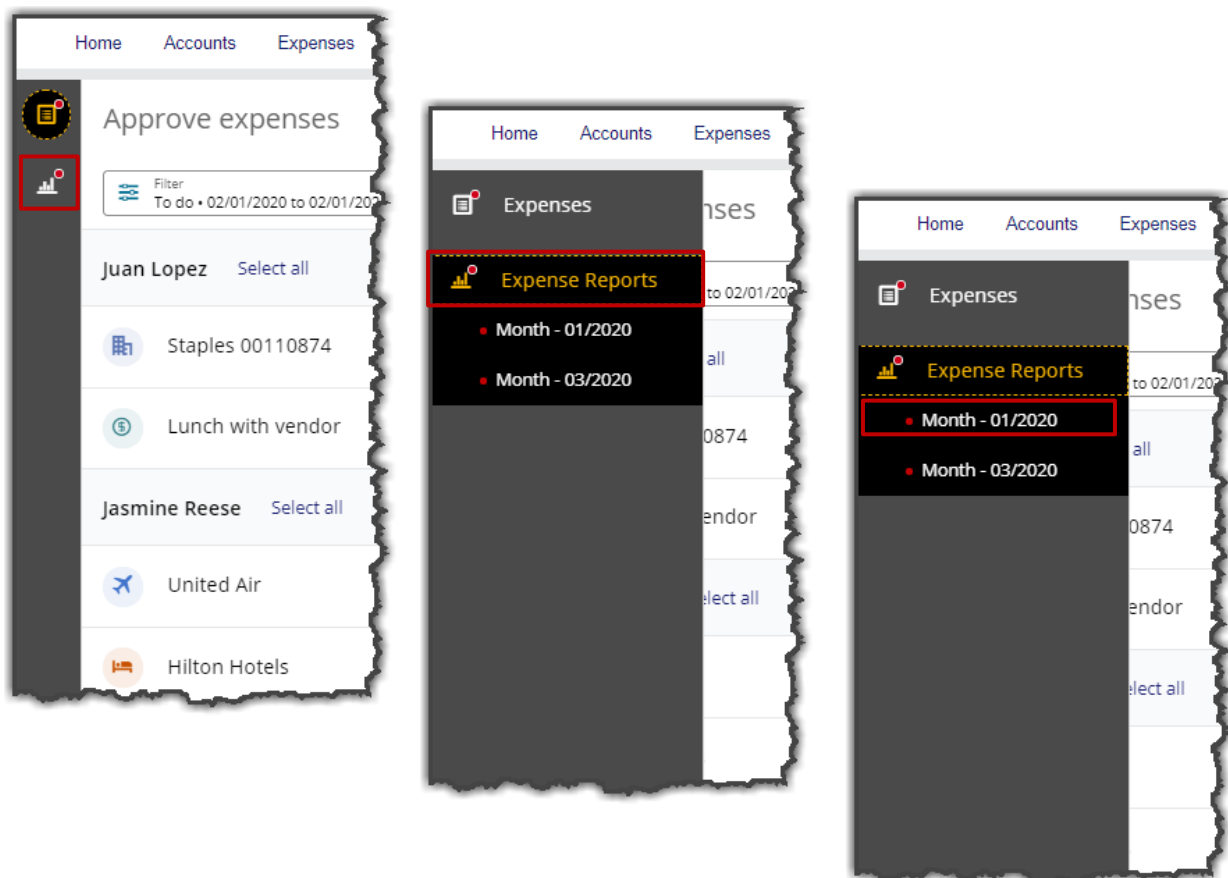 Home Accounts Expenses
Approve expenses
Filter
To do • 02/01/2020 to 02/01/202
Juan Lopez Select all
Staples 00110874
Lunch with vendor
Jasmine Reese Select all
United Air
Hilton Hotels
Home Accounts Expenses
Expenses
nses
Expense Reports
to 02/01/202
Month - 01/2020
all
Month - 03/2020
0874
endor
elect all
Home Accounts Expenses
Expenses
nses
Expense Reports
to 02/01/202
Month - 01/2020
all
Month - 03/2020
0874
endor
elect all